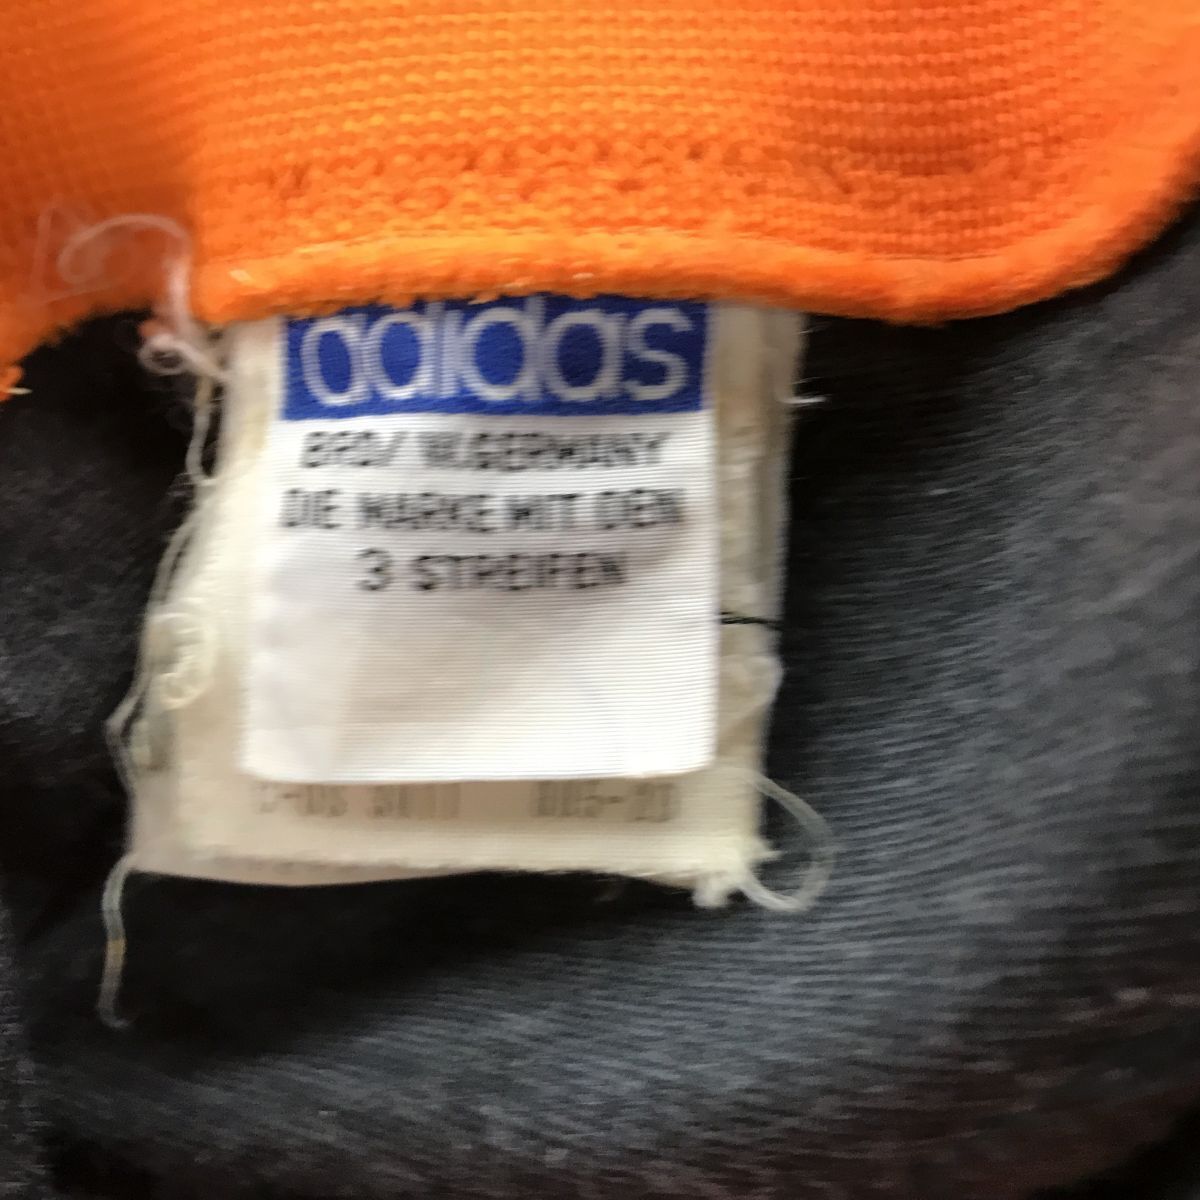 adidas
BRD/ W.GERMANY
DIE MARKE MIT DEN
3 STREIFEN